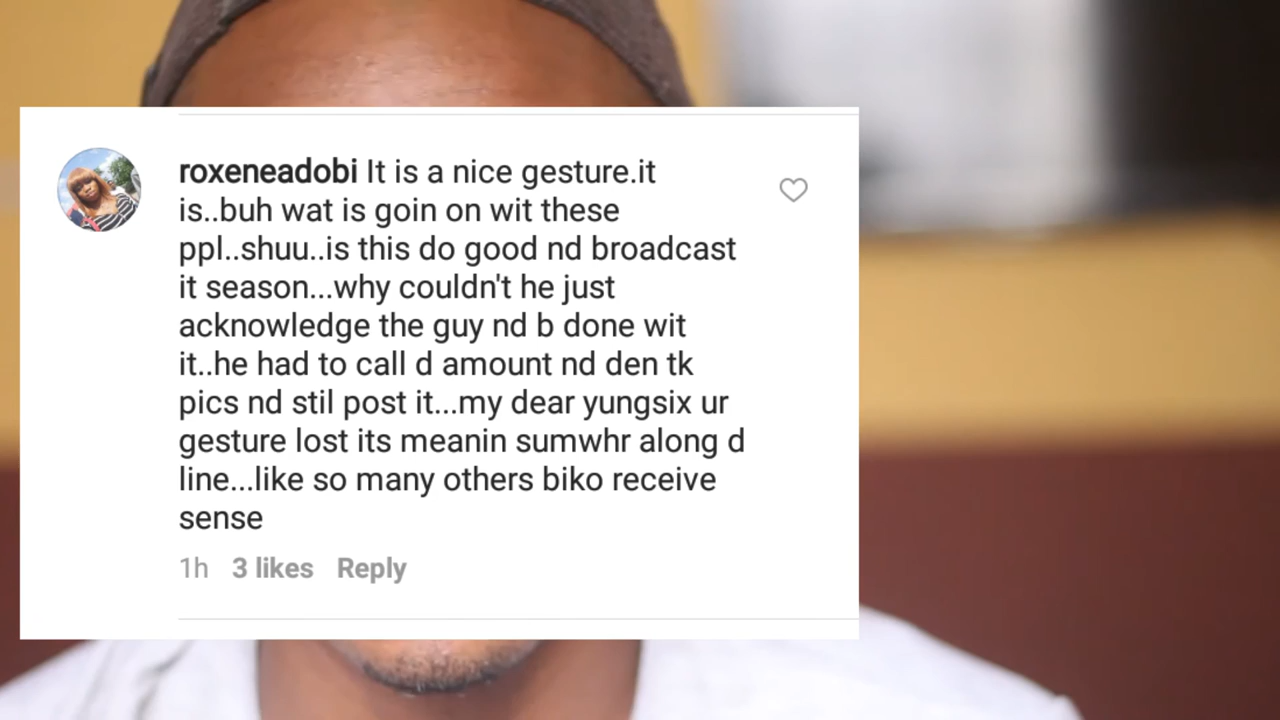 roxeneadobi It is a nice gesture.it
is..buh wat is goin on wit these
ppl..shuu..is this do good nd broadcast
it season...why couldn't he just
acknowledge the guy nd b done wit
it..he had to call d amount nd den tk
pics nd stil post it...my dear yungsix ur
gesture lost its meanin sumwhr along d
line...like so many others biko receive
sense
1h 3 likes Reply